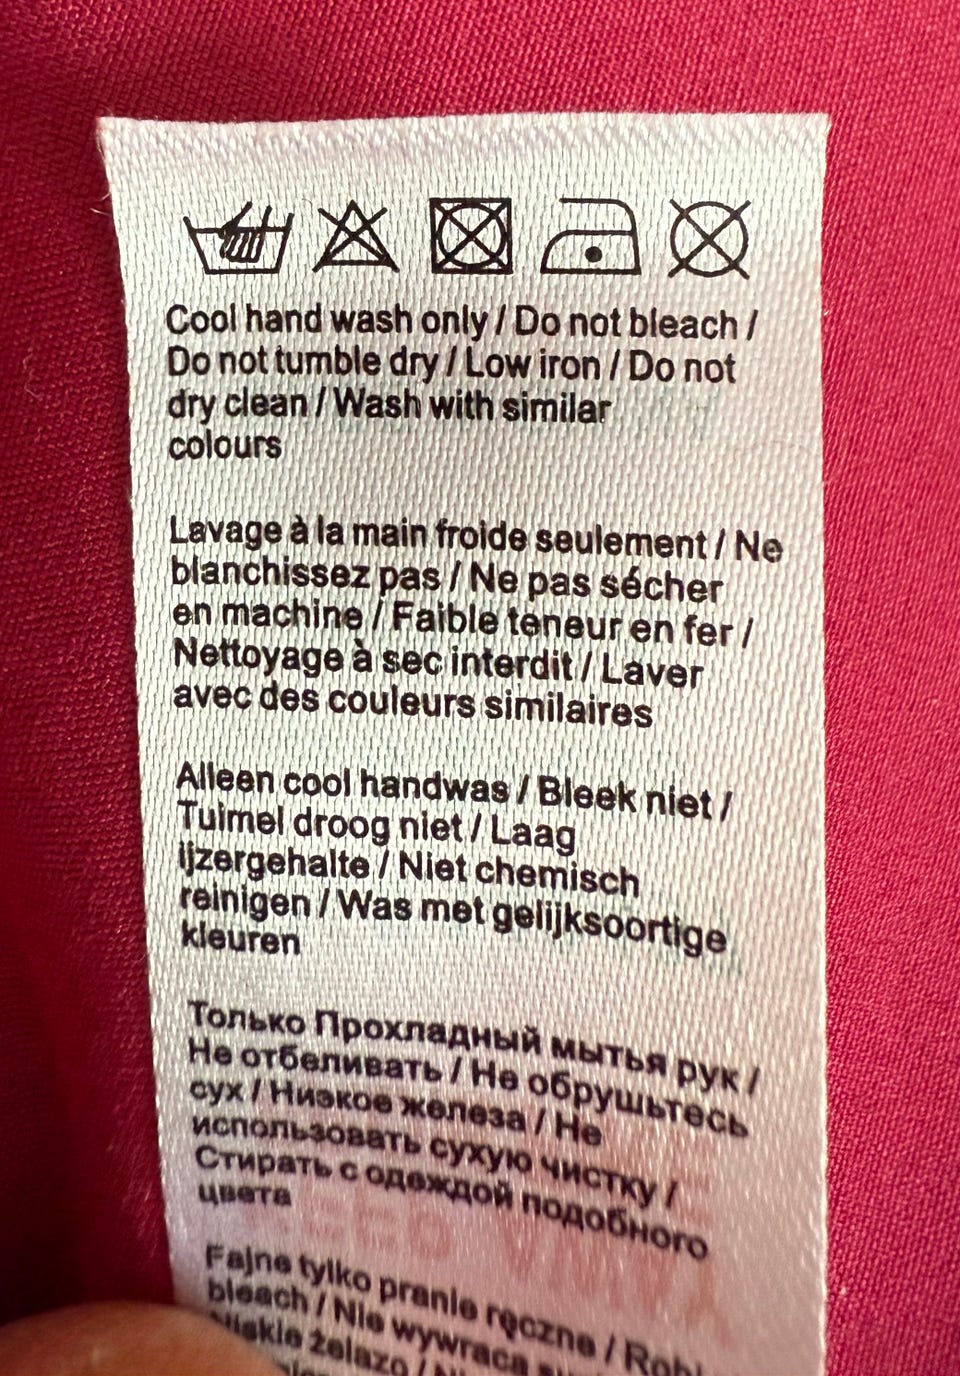 Cool hand wash only / Do not bleach /
Do not tumble dry / Low iron / Do not
dry clean / Wash with similar
colours
Lavage à la main froide seulement / Ne
blanchissez pas / Ne pas sécher
en machine / Faible teneur en fer /
Nettoyage à sec interdit / Laver
avec des couleurs similaires
Alleen cool handwas / Bleek niet /
Tuimel droog niet / Laag
Ijzergehalte / Niet chemisch
reinigen / Was met gelijksoortige
kleuren
Только Прохладный мытья рук /
Не отбеливать / Не обрушьтесь
сух / Низкое железа / Не
использовать сухую чистку /
Стирать с одеждой подобного
цвета
Fajne tylko pranie ręczne / Robi
bleach / Nie wywraca
Niskie żelazo /